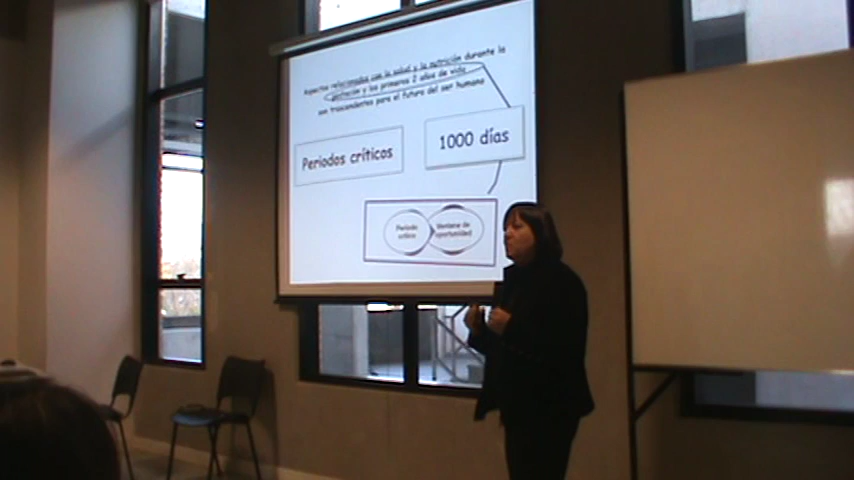 Aspectos relacionados con la salud y la nutrición durante la
gestación y los primeros 2 años de vida
son trascendentes para el futuro del ser humano
Periodos críticos
1000 días
Periodo
crítico
Ventana de
oportunidad